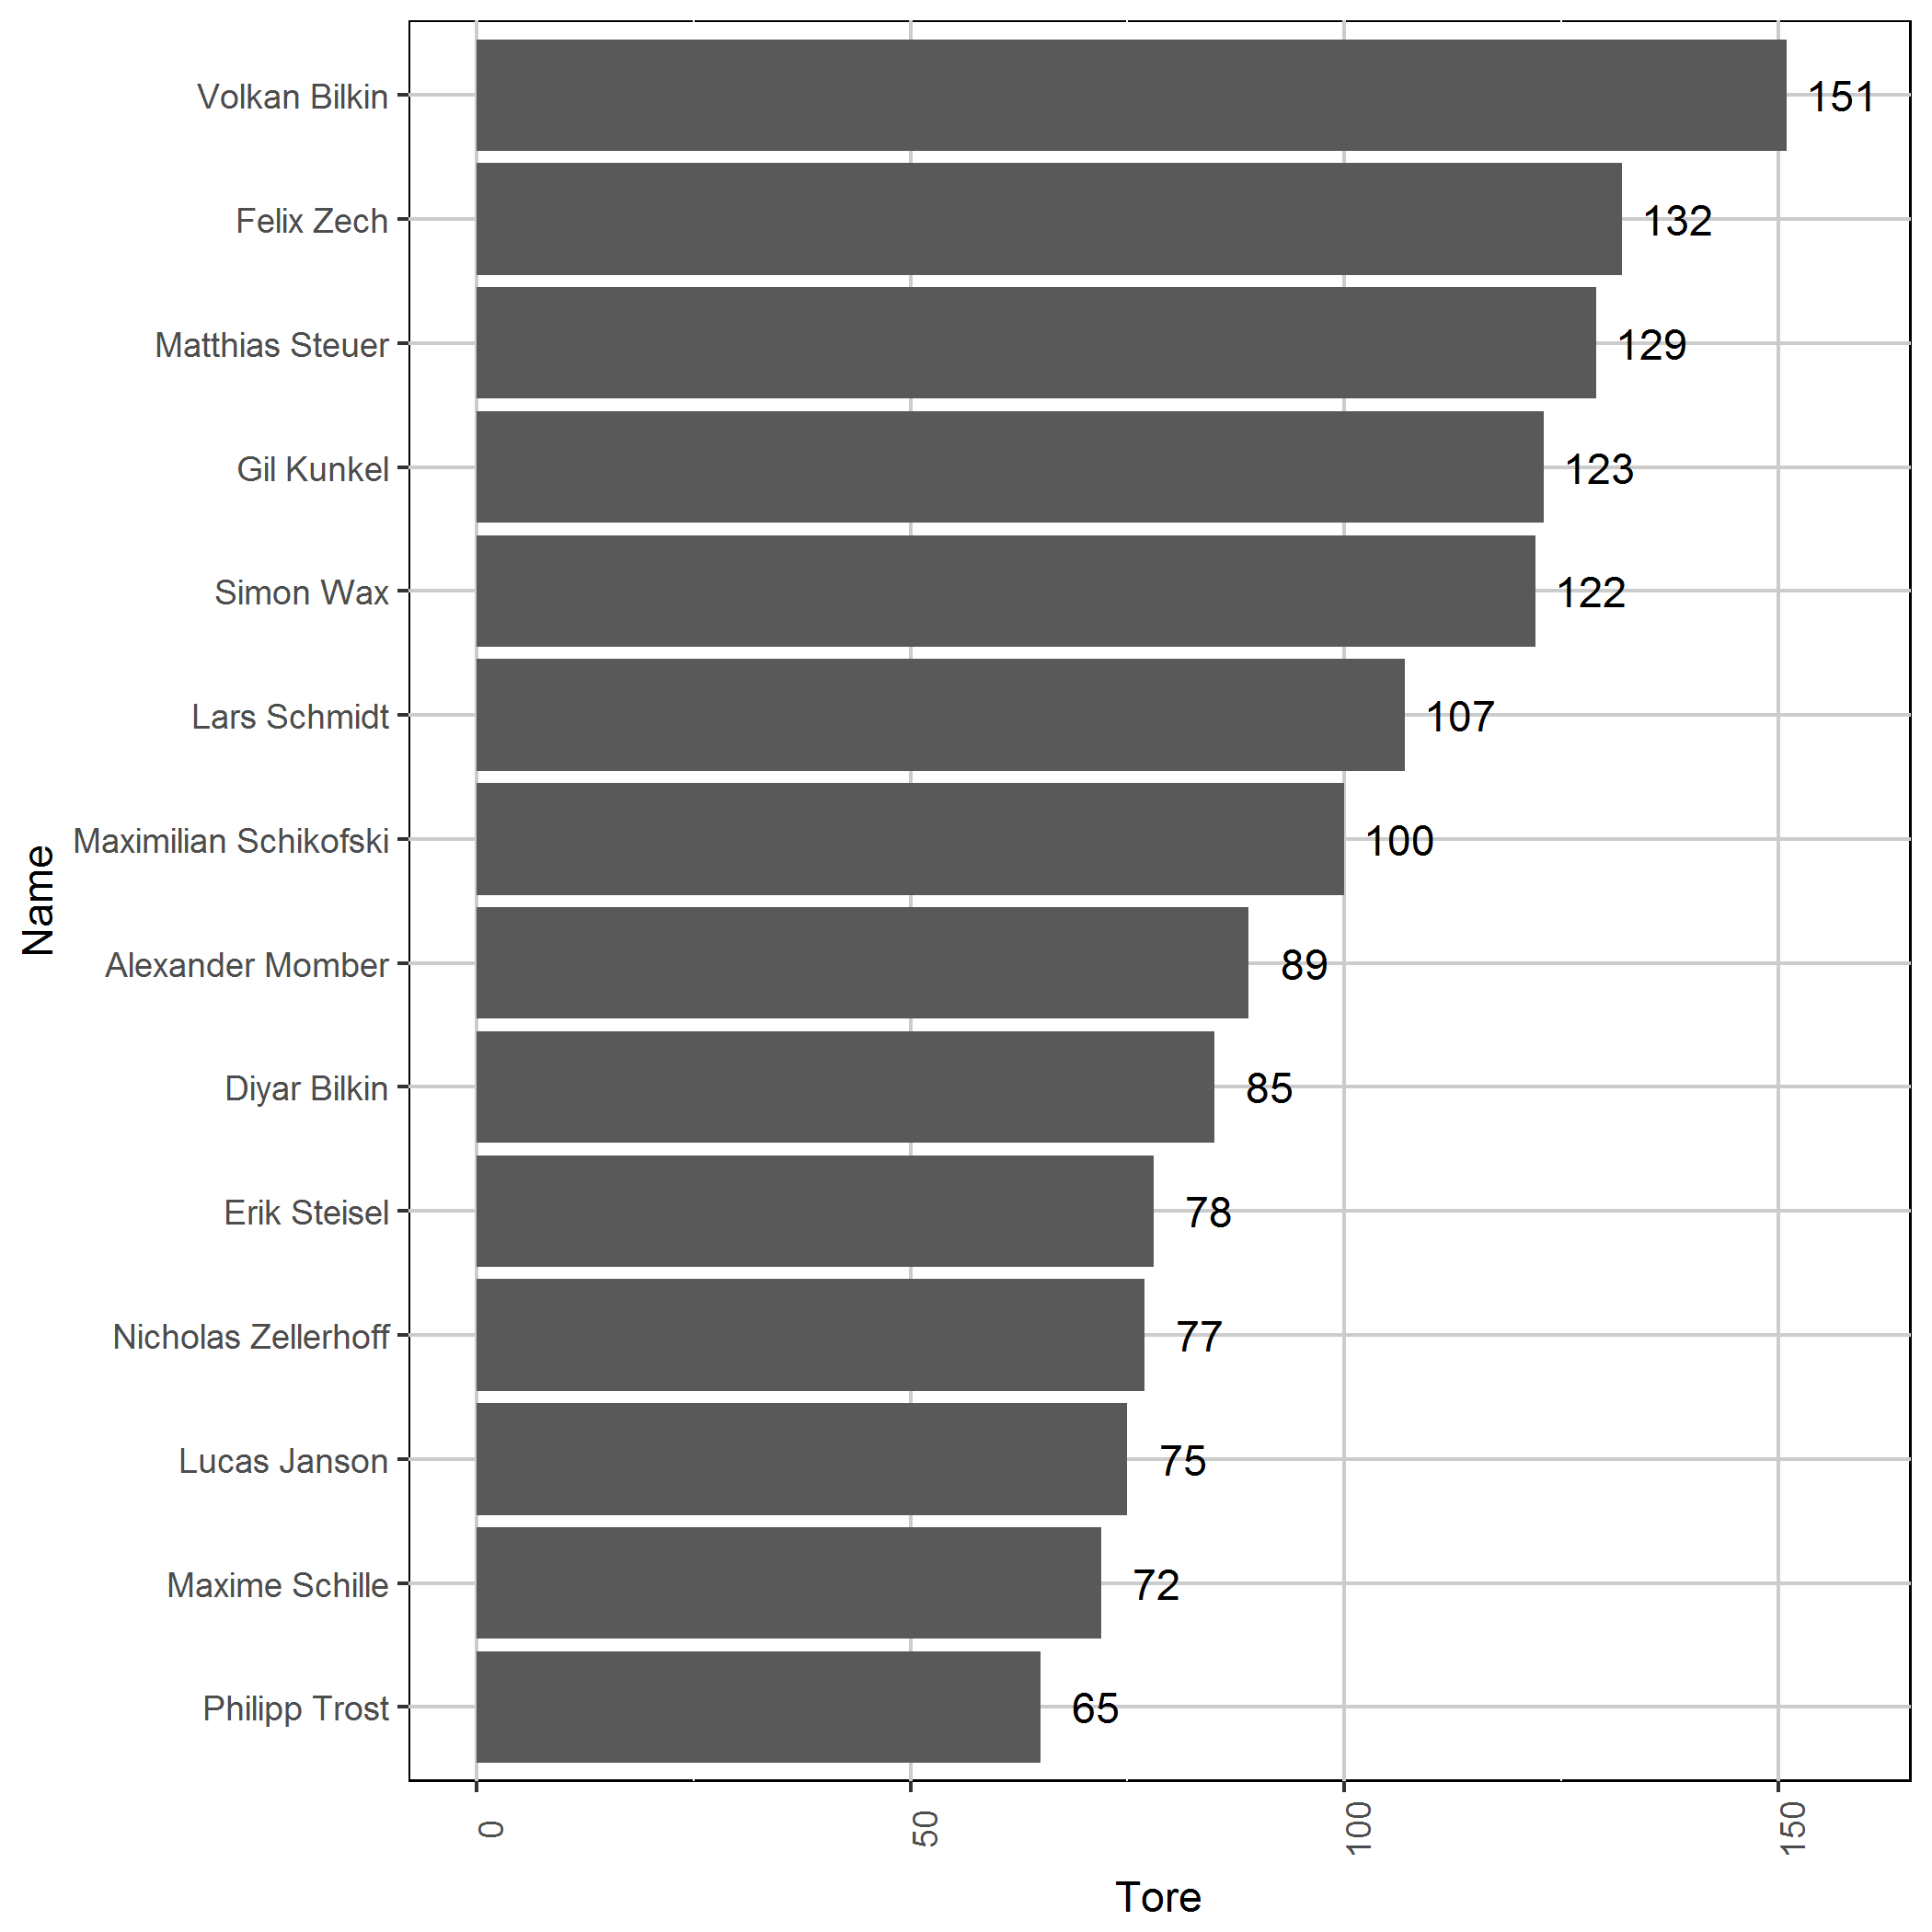 Volkan Bilkin 151
Felix Zech 132
Matthias Steuer 129
Gil Kunkel 123
Simon Wax 122
Lars Schmidt 107
Maximilian Schikofski 100
Alexander Momber 89
Diyar Bilkin 85
Erik Steisel 78
Nicholas Zellerhoff 77
Lucas Janson 75
Maxime Schille 72
Philipp Trost 65
Name
0 50 100 150
Tore